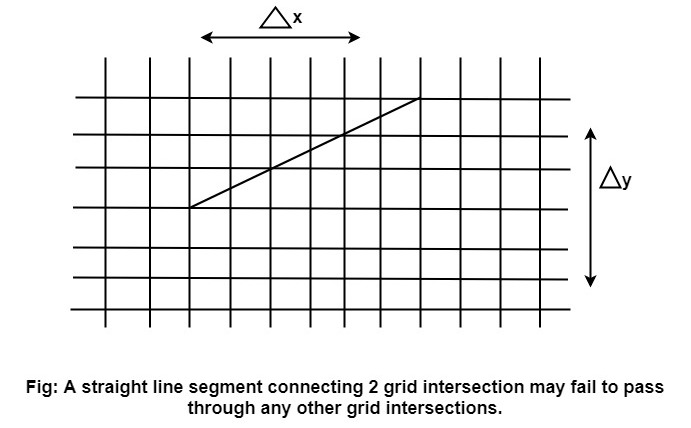 △x
△y
Fig: A straight line segment connecting 2 grid intersection may fail to pass
through any other grid intersections.